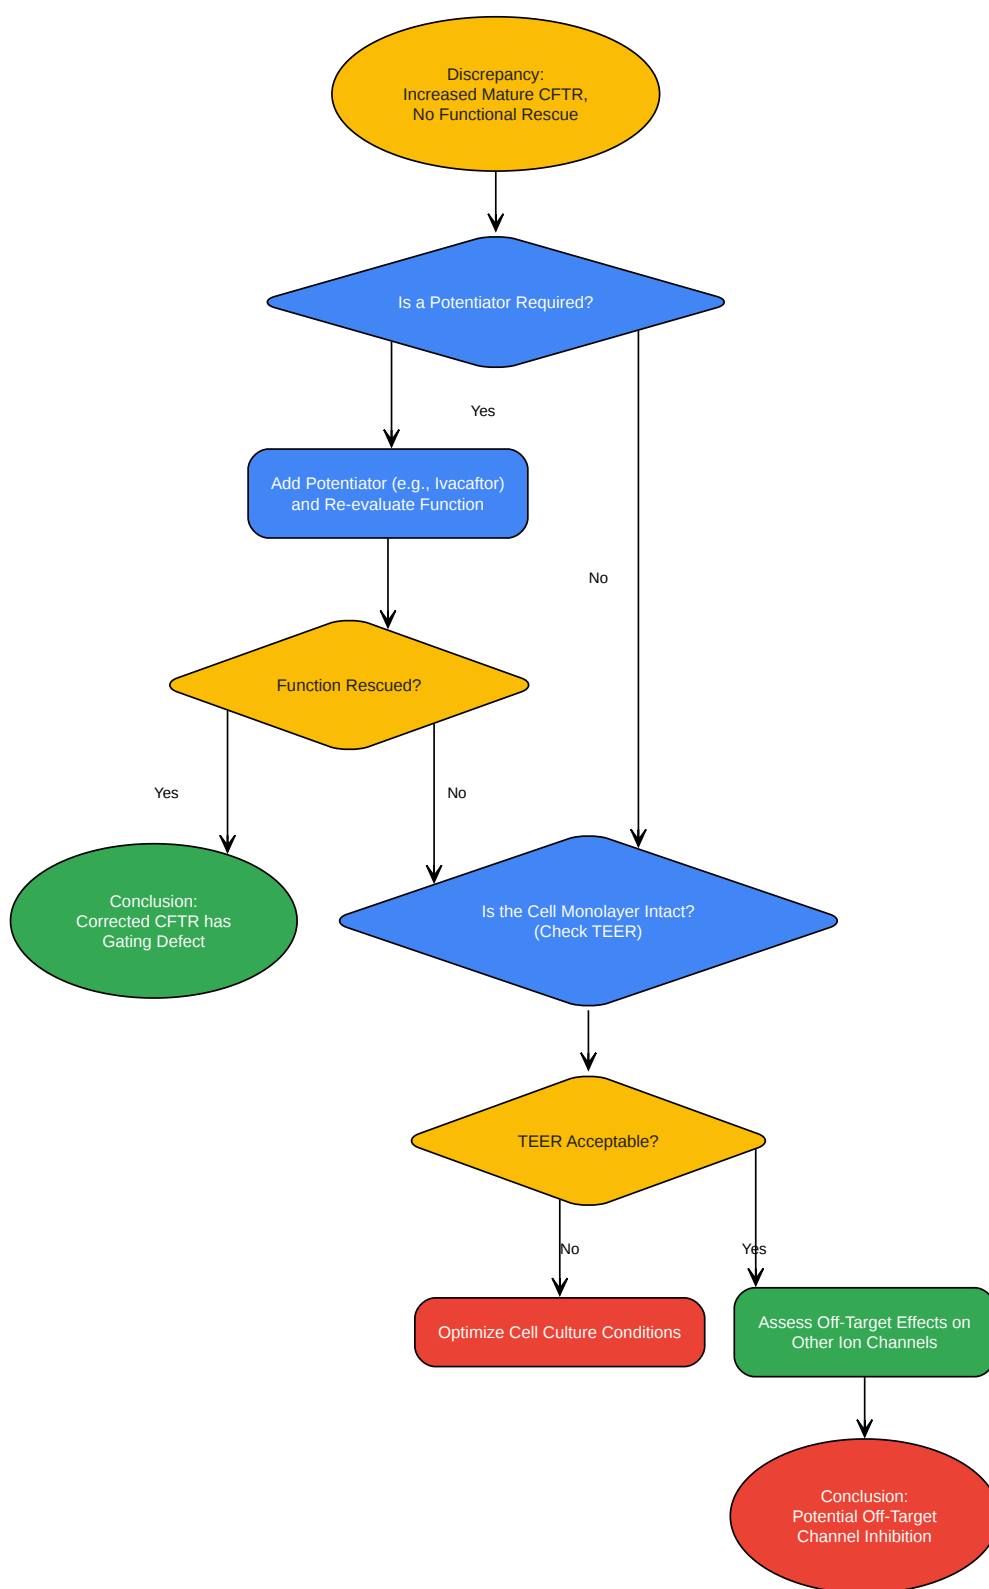 Discrepancy:
Increased Mature CFTR,
No Functional Rescue
Is a Potentiator Required?
Yes
Add Potentiator (e.g., Ivacaftor)
and Re-evaluate Function
No
Function Rescued?
Yes
No
Conclusion:
Corrected CFTR has
Gating Defect
Is the Cell Monolayer Intact?
(Check TEER)
TEER Acceptable?
No
Yes
Optimize Cell Culture Conditions
Assess Off-Target Effects on
Other Ion Channels
Conclusion:
Potential Off-Target
Channel Inhibition